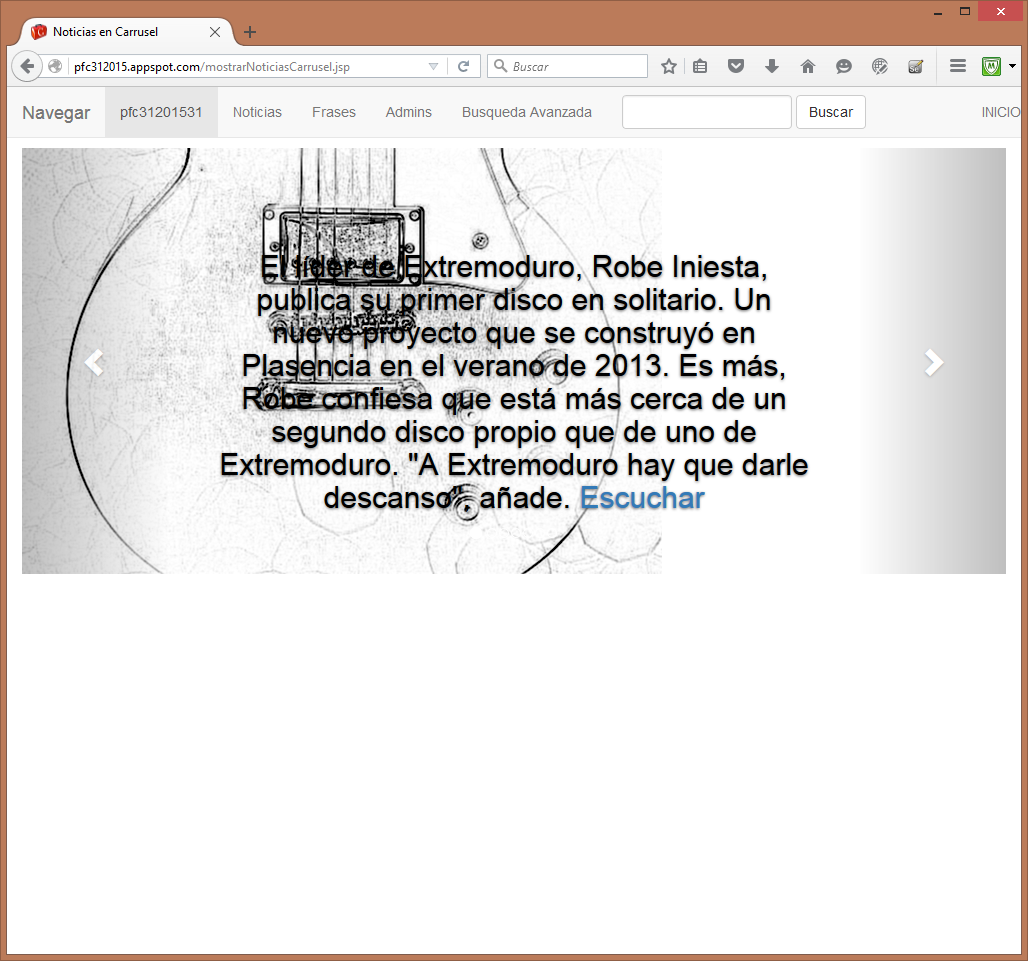 Noticias en Carrusel
pfc312015.appspot.com/mostrarNoticiasCarrusel.jsp
Buscar
Navegar pfc31201531 Noticias Frases Admins Busqueda Avanzada Buscar INICIO
El líder de Extremoduro, Robe Iniesta,
publica su primer disco en solitario. Un
nuevo proyecto que se construyó en
Plasencia en el verano de 2013. Es más,
Robe confiesa que está más cerca de un
segundo disco propio que de uno de
Extremoduro. "A Extremoduro hay que darle
descanso", añade. Escuchar